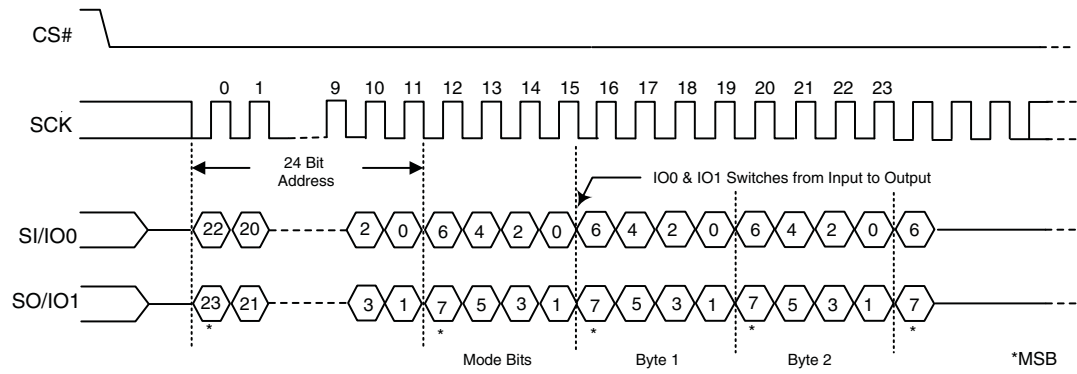 CS#
0 1 9 10 11 12 13 14 15 16 17 18 19 20 21 22 23
SCK
24 Bit
Address
IO0 & IO1 Switches from Input to Output
SI/IO0 22 20 2 0 6 4 2 0 6 4 2 0 6 4 2 0 6
SO/IO1 23 21 3 1 7 5 3 1 7 5 3 1 7 5 3 1 7
* * * * *
Mode Bits Byte 1 Byte 2 *MSB